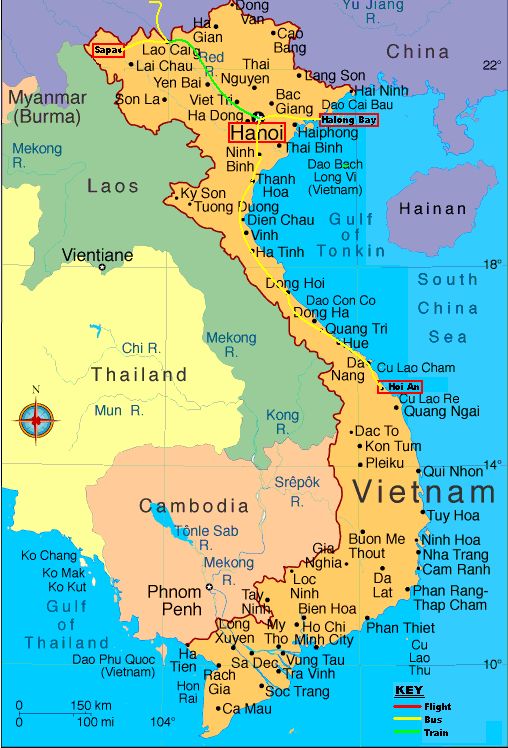 Dong
Van
Yu Jiang
R.
Ha
Gian
Cao
Bang
China
Sapa
Lao Cang
Red
R.
22°
Lai Chau
Thai
Nguyen
Lang Son
Yen Bai
Hai Ninh
Myanmar
(Burma)
Son La
Viet Tri
Bac
Giang
Dao Cai Bau
Ha Dong
Halong Bay
Hanoi
Haiphong
Mekong
R.
Thai Binh
Ninh
Binh
Dao Bach
Long Vi
(Vietnam)
Laos
Thanh
Hoa
Ky Son
Tuong Duong
Hainan
Dien Chau
Gulf
of
Tonkin
Vinh
Vientiane
Ha Tinh
18°
Dong Hoi
South
China
Sea
Dao Con Co
Dong Ha
Quang Tri
Hue
Mekong
R.
Chi R.
Da
Nang
Cu Lao Cham
Thailand
Hoi An
Cu Lao Re
Quang Ngai
N
Mun R.
Kong
R.
Dac To
Kon Tum
Pleiku
14°
Qui Nhon
Srêpôk
R.
Vietnam
Cambodia
Tuy Hoa
Tônle Sab
R.
Buon Me
Thout
Ninh Hoa
Nha Trang
Cam Ranh
Ko Chang
Ko Mak
Ko Kut
Mekong
R.
Gia
Nghia
Da
Lat
Loc
Ninh
Phnom
Penh
Phan Rang-
Thap Cham
Tay
Ninh
Gulf
of
Thailand
Bien Hoa
Long
Xuyen
My
Tho
Ho Chi
Minh City
Phan Thiet
Ha
Tien
Cu
Lao
Thu
Dao Phu Quoc
(Vietnam)
Sa Dec
Vung Tau
10°
Rach
Gia
Tra Vinh
Hon
Rai
Soc Trang
KEY
Flight
Bus
Train
0 150 km
0 100 mi
104°
Ca Mau